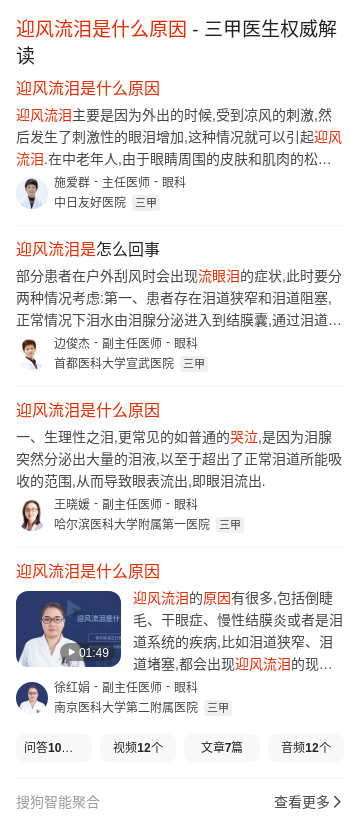 迎风流泪是什么原因 - 三甲医生权威解
读
迎风流泪是什么原因
迎风流泪主要是因为外出的时候,受到凉风的刺激,然
后发生了刺激性的眼泪增加,这种情况就可以引起迎风
流泪.在中老年人,由于眼睛周围的皮肤和肌肉的松…
施爱群 - 主任医师 - 眼科
中日友好医院 三甲
迎风流泪是怎么回事
部分患者在户外刮风时会出现流眼泪的症状,此时要分
两种情况考虑:第一、患者存在泪道狭窄和泪道阻塞,
正常情况下泪水由泪腺分泌进入到结膜囊,通过泪道…
边俊杰 - 副主任医师 - 眼科
首都医科大学宣武医院 三甲
迎风流泪是什么原因
一、生理性之泪,更常见的如普通的哭泣,是因为泪腺
突然分泌出大量的泪液,以至于超出了正常泪道所能吸
收的范围,从而导致眼表流出,即眼泪流出.
王晓媛 - 副主任医师 - 眼科
哈尔滨医科大学附属第一医院 三甲
迎风流泪是什么原因
迎风流泪是什
01:49
迎风流泪的原因有很多,包括倒睫
毛、干眼症、慢性结膜炎或者是泪
道系统的疾病,比如泪道狭窄、泪
道堵塞,都会出现迎风流泪的现…
徐红娟 - 副主任医师 - 眼科
南京医科大学第二附属医院 三甲
问答10… 视频12个 文章7篇 音频12个
搜狗智能聚合 查看更多